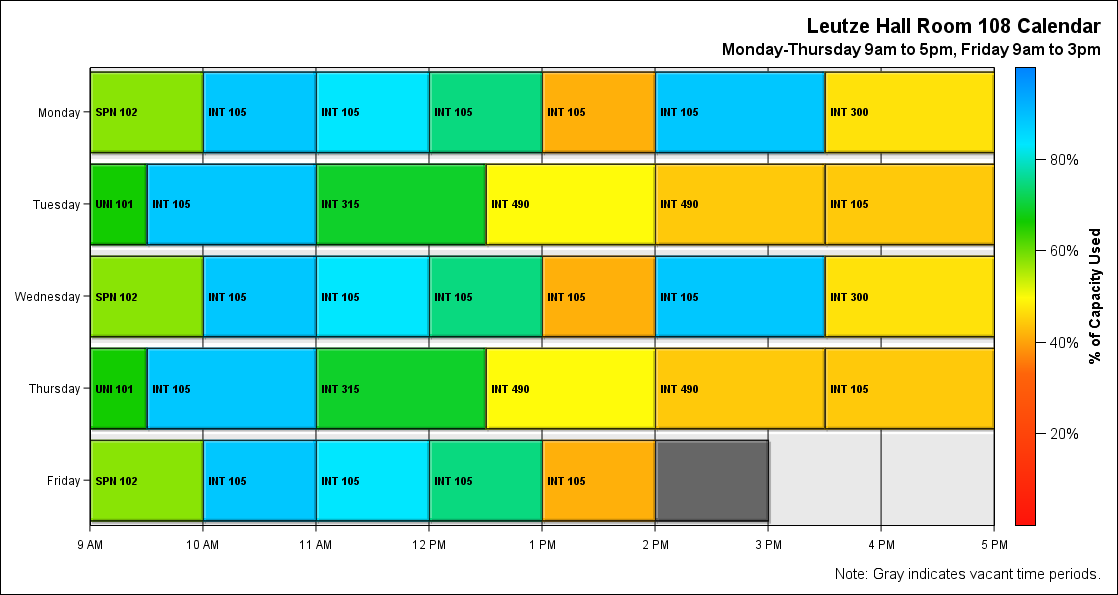 Leutze Hall Room 108 Calendar
Monday-Thursday 9am to 5pm, Friday 9am to 3pm
Monday
SPN 102 INT 105 INT 105 INT 105 INT 105 INT 105 INT 300
80%
Tuesday
UNI 101 INT 105 INT 315 INT 490 INT 490 INT 105
60%
Wednesday
SPN 102 INT 105 INT 105 INT 105 INT 105 INT 105 INT 300
% of Capacity Used
40%
Thursday
UNI 101 INT 105 INT 315 INT 490 INT 490 INT 105
20%
Friday
SPN 102 INT 105 INT 105 INT 105 INT 105
9 AM 10 AM 11 AM 12 PM 1 PM 2 PM 3 PM 4 PM 5 PM
Note: Gray indicates vacant time periods.